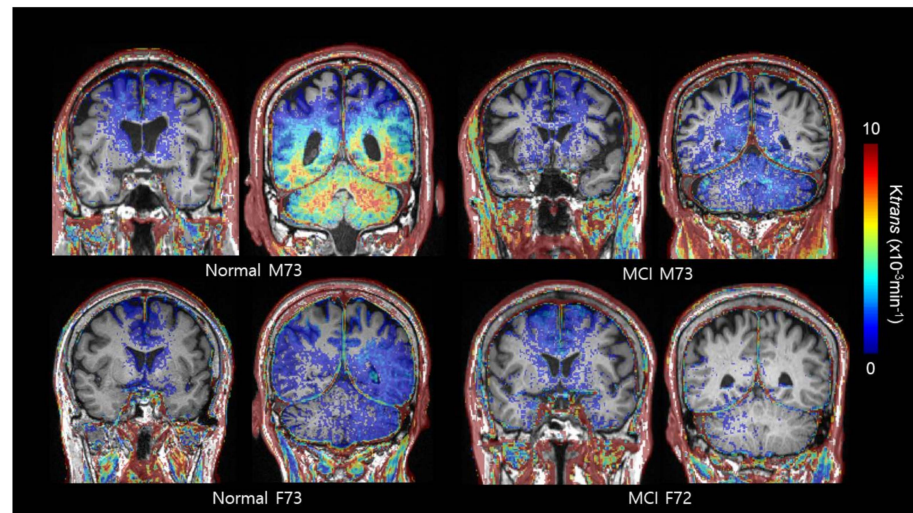 Normal M73
MCI M73
Normal F73
MCI F72
10
Ktrans (x10⁻³min⁻¹)
0